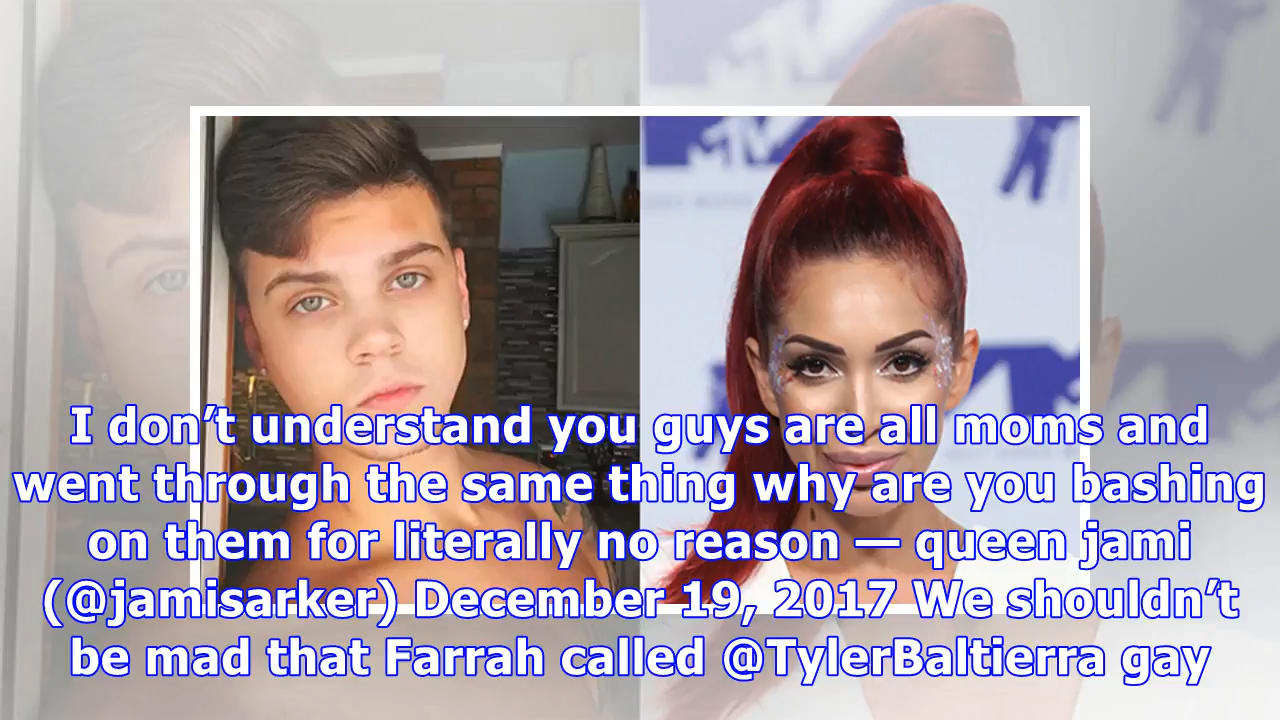 MTV
I don’t understand you guys are all moms and
went through the same thing why are you bashing
on them for literally no reason — queen jami
(@jamisarker) December 19, 2017 We shouldn’t
be mad that Farrah called @TylerBaltierra gay